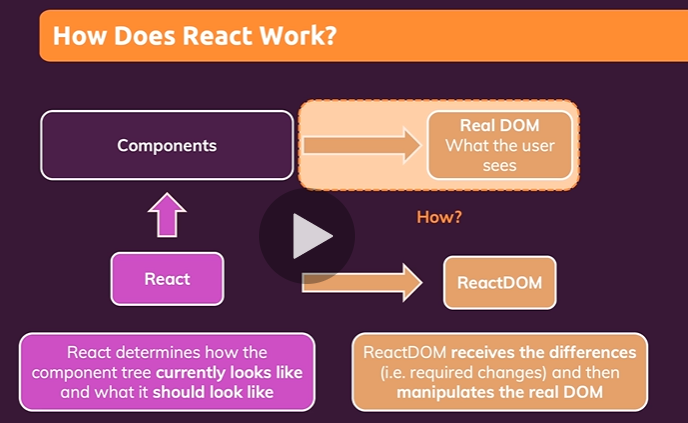 How Does React Work?
Components
Real DOM
What the user
sees
How?
React
ReactDOM
React determines how the
component tree currently looks like
and what it should look like
ReactDOM receives the differences
(i.e. required changes) and then
manipulates the real DOM